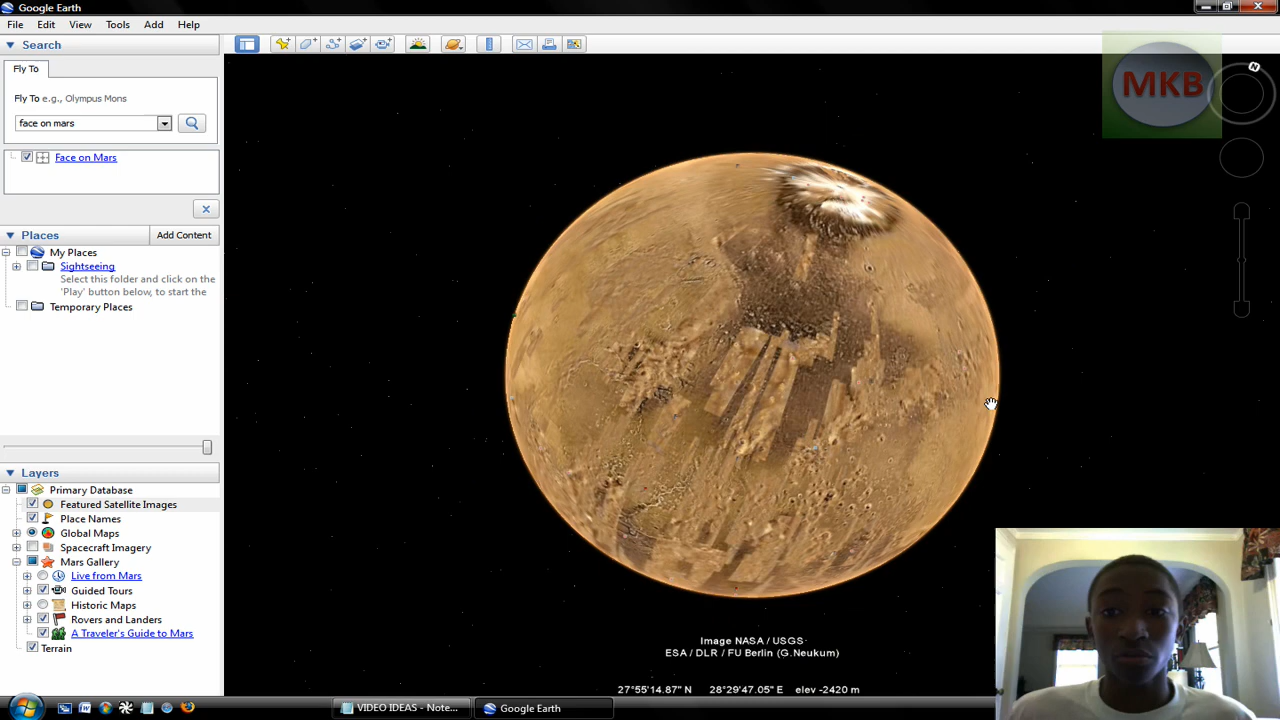 Google Earth
File Edit View Tools Add Help
Search
Fly To
Fly To e.g., Olympus Mons
face on mars
Face on Mars
Places
Add Content
My Places
Sightseeing
Select this folder and click on the
'Play' button below, to start the
Temporary Places
Layers
Primary Database
Featured Satellite Images
Place Names
Global Maps
Spacecraft Imagery
Mars Gallery
Live from Mars
Guided Tours
Historic Maps
Rovers and Landers
A Traveler's Guide to Mars
Terrain
MKB
N
Image NASA / USGS
ESA / DLR / FU Berlin (G.Neukum)
27°55'14.87" N 28°29'47.05" E elev -2420 m
VIDEO IDEAS - Note...
Google Earth